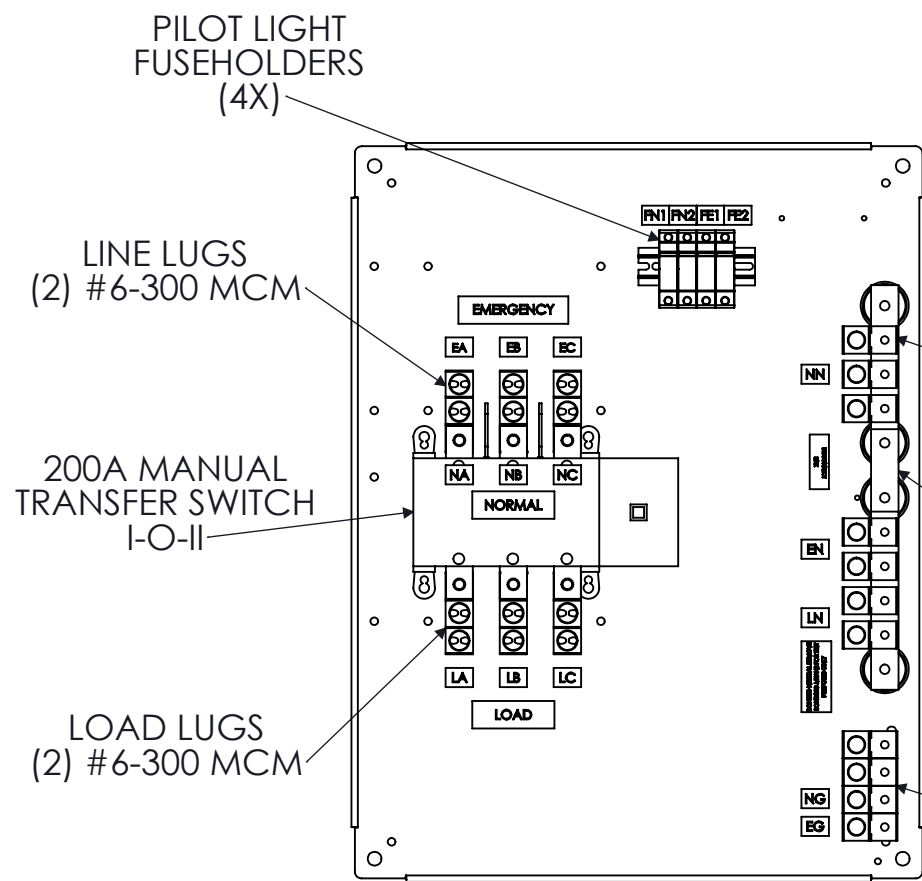 PILOT LIGHT
FUSEHOLDERS
(4X)
FN1 FN2 FE1 FE2
LINE LUGS
(2) #6-300 MCM
EMERGENCY
EA EB EC
NN
200A MANUAL
TRANSFER SWITCH
I-O-II
NA NB NC
NORMAL
EN
LN
LA LB LC
LOAD
LOAD LUGS
(2) #6-300 MCM
NG
EG